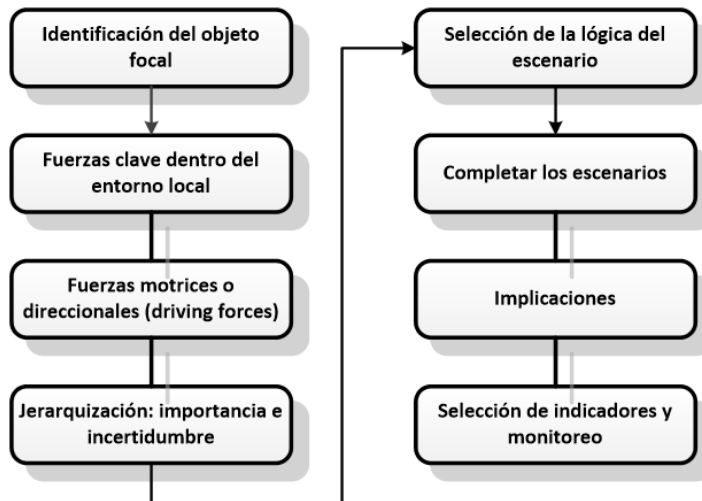 Identificación del objeto
focal
Fuerzas clave dentro del
entorno local
Fuerzas motrices o
direccionales (driving forces)
Jerarquización: importancia e
incertidumbre
Selección de la lógica del
escenario
Completar los escenarios
Implicaciones
Selección de indicadores y
monitoreo